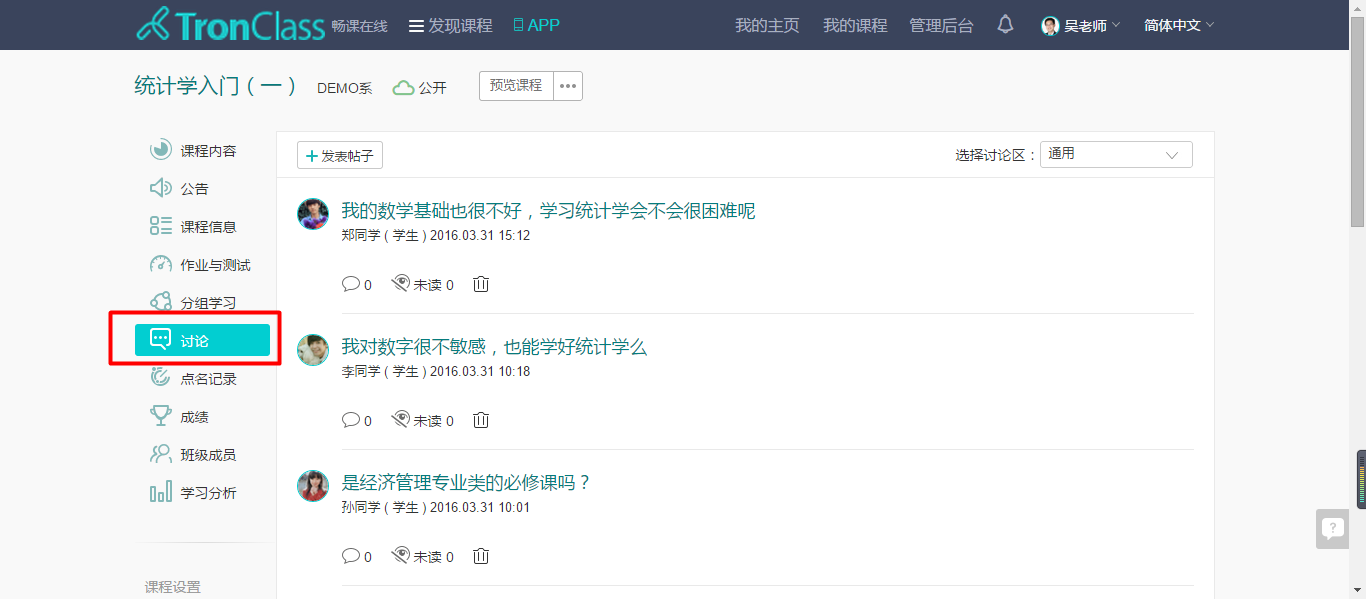 TronClass 畅课在线 发现课程 APP 我的主页 我的课程 管理后台 吴老师 简体中文
统计学入门（一） DEMO系 公开 预览课程
课程内容
公告
课程信息
作业与测试
分组学习
讨论
点名记录
成绩
班级成员
学习分析
课程设置
发表帖子 选择讨论区： 通用
我的数学基础也很不好，学习统计学会不会很困难呢
郑同学 ( 学生 ) 2016.03.31 15:12
0 未读 0
我对数字很不敏感，也能学好统计学么
李同学 ( 学生 ) 2016.03.31 10:18
0 未读 0
是经济管理专业类的必修课吗？
孙同学 ( 学生 ) 2016.03.31 10:01
0 未读 0